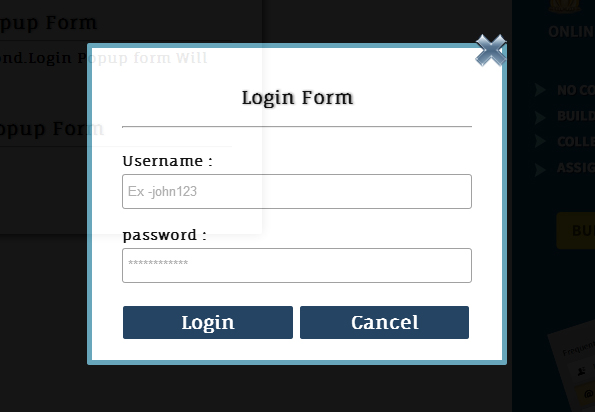 opup Form
ond.Login Popup form Will
opup Form
Login Form
Username :
Ex -john123
password :
************
Login
Cancel
ONLIN
NO CO
BUILD
COLLE
ASSIG
BU